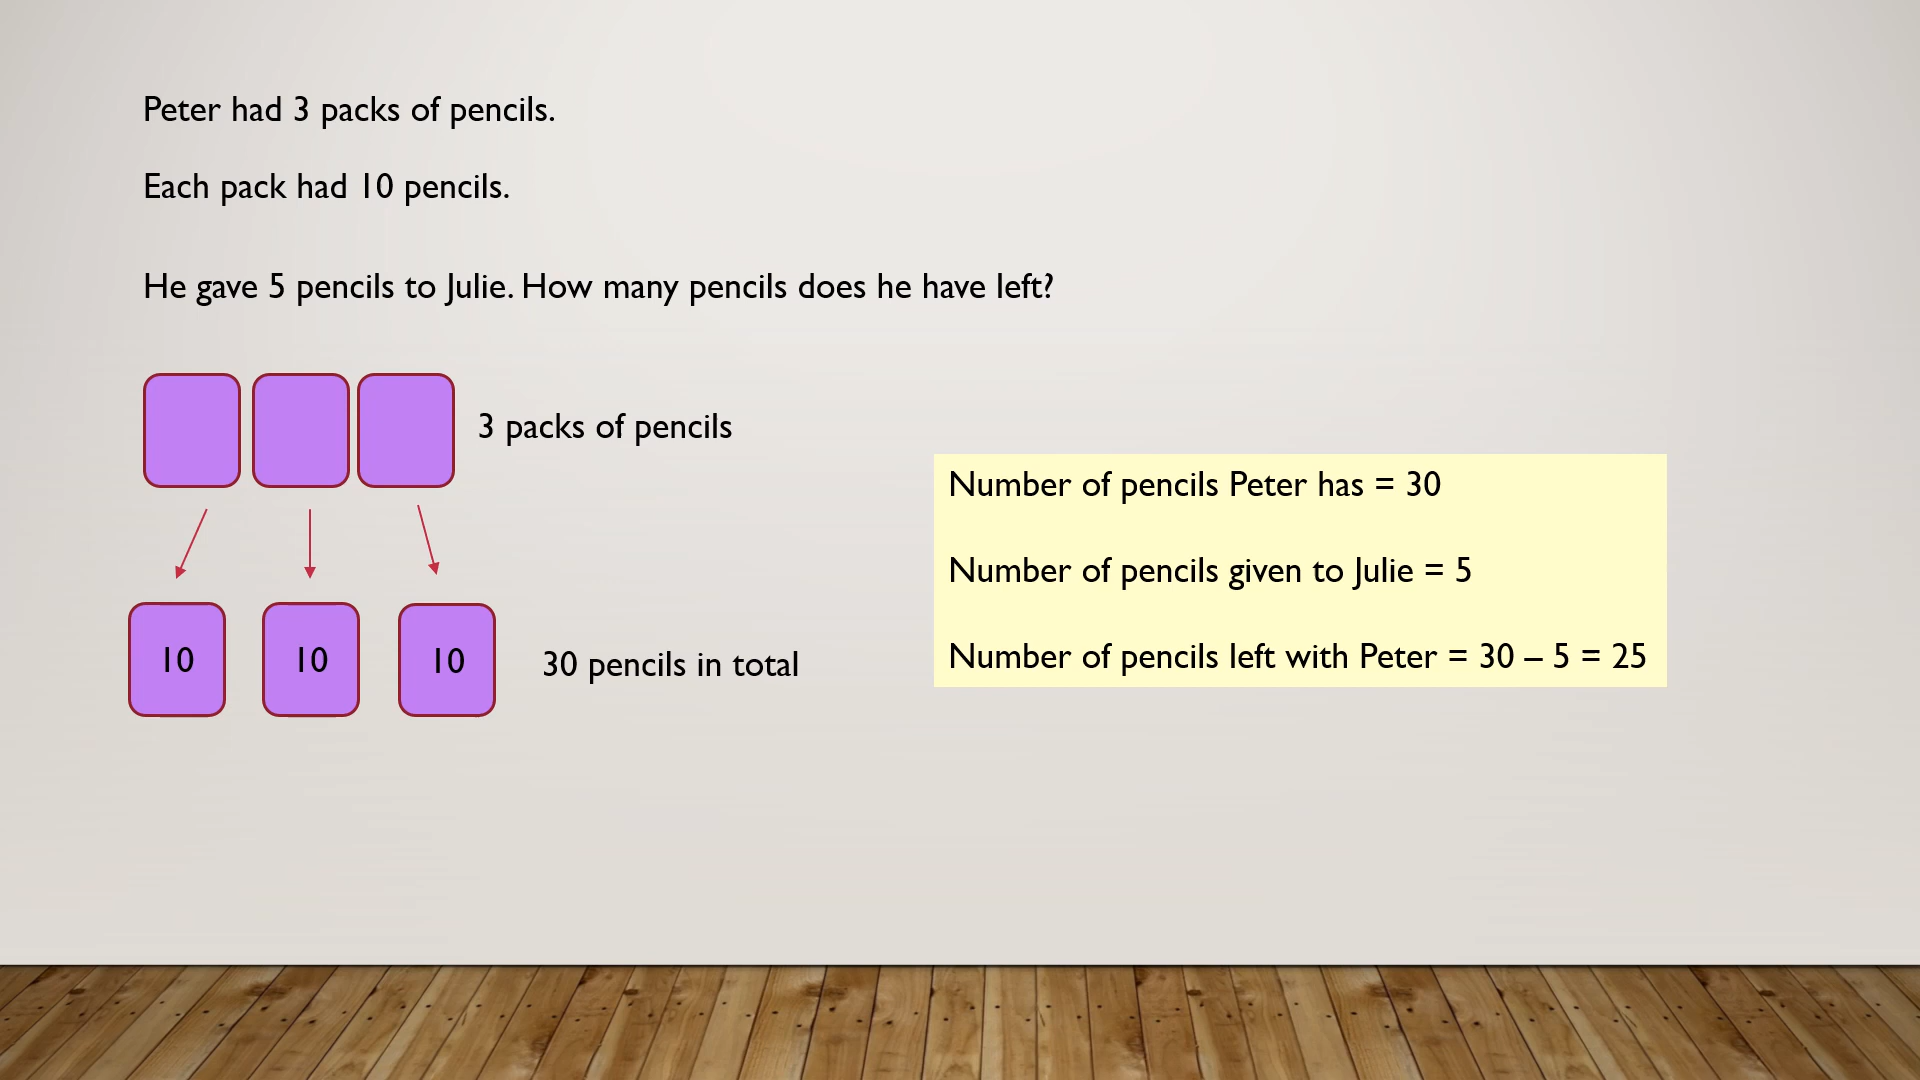 Peter had 3 packs of pencils.
Each pack had 10 pencils.
He gave 5 pencils to Julie. How many pencils does he have left?
3 packs of pencils
10 10 10
30 pencils in total
Number of pencils Peter has = 30
Number of pencils given to Julie = 5
Number of pencils left with Peter = 30 – 5 = 25